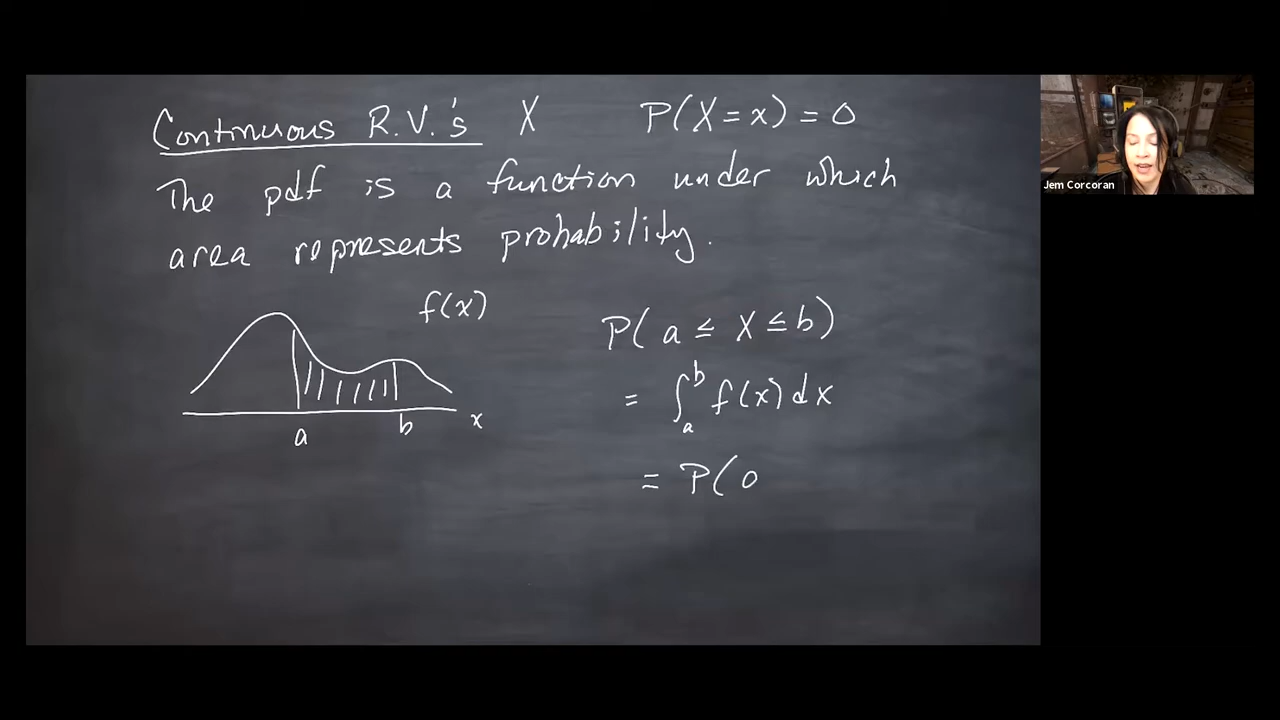 Continuous R.V.'s X P(X=x)=0
The pdf is a function under which
area represents probability.
f(x)
P(a ≤ X ≤ b)
= ∫_a^b f(x)dx
a b x
= P(
Jem Corcoran